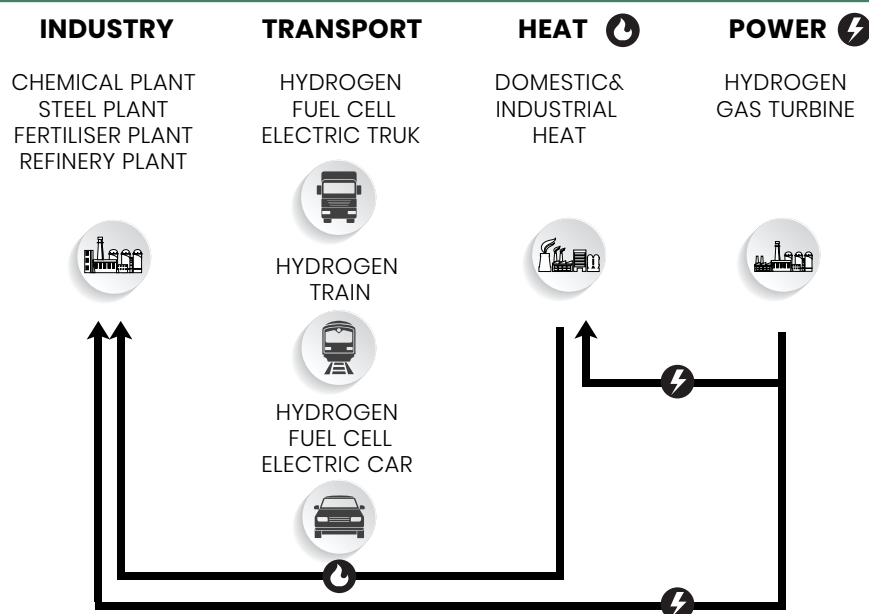 INDUSTRY
CHEMICAL PLANT
STEEL PLANT
FERTILISER PLANT
REFINERY PLANT
TRANSPORT
HYDROGEN
FUEL CELL
ELECTRIC TRUK
HYDROGEN
TRAIN
HYDROGEN
FUEL CELL
ELECTRIC CAR
HEAT
DOMESTIC&
INDUSTRIAL
HEAT
POWER
HYDROGEN
GAS TURBINE